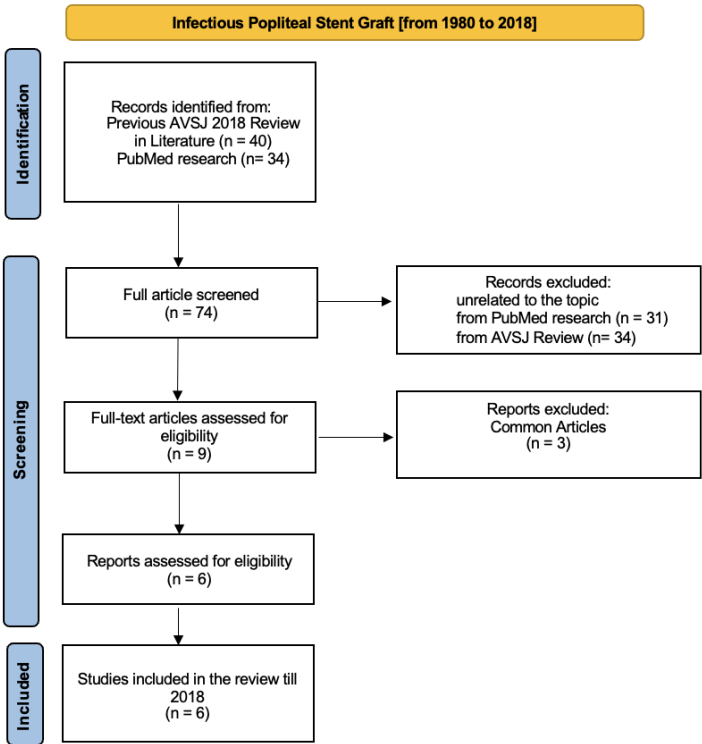 Infectious Popliteal Stent Graft [from 1980 to 2018]
Identification
Records identified from:
Previous AVSJ 2018 Review
in Literature (n = 40)
PubMed research (n= 34)
Screening
Full article screened
(n = 74)
Records excluded:
unrelated to the topic
from PubMed research (n = 31)
from AVSJ Review (n= 34)
Full-text articles assessed for
eligibility
(n = 9)
Reports excluded:
Common Articles
(n = 3)
Reports assessed for eligibility
(n = 6)
Included
Studies included in the review till
2018
(n = 6)